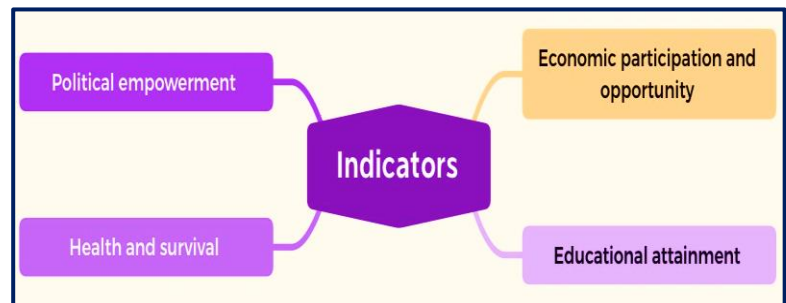 Political empowerment
Economic participation and
opportunity
Indicators
Health and survival
Educational attainment